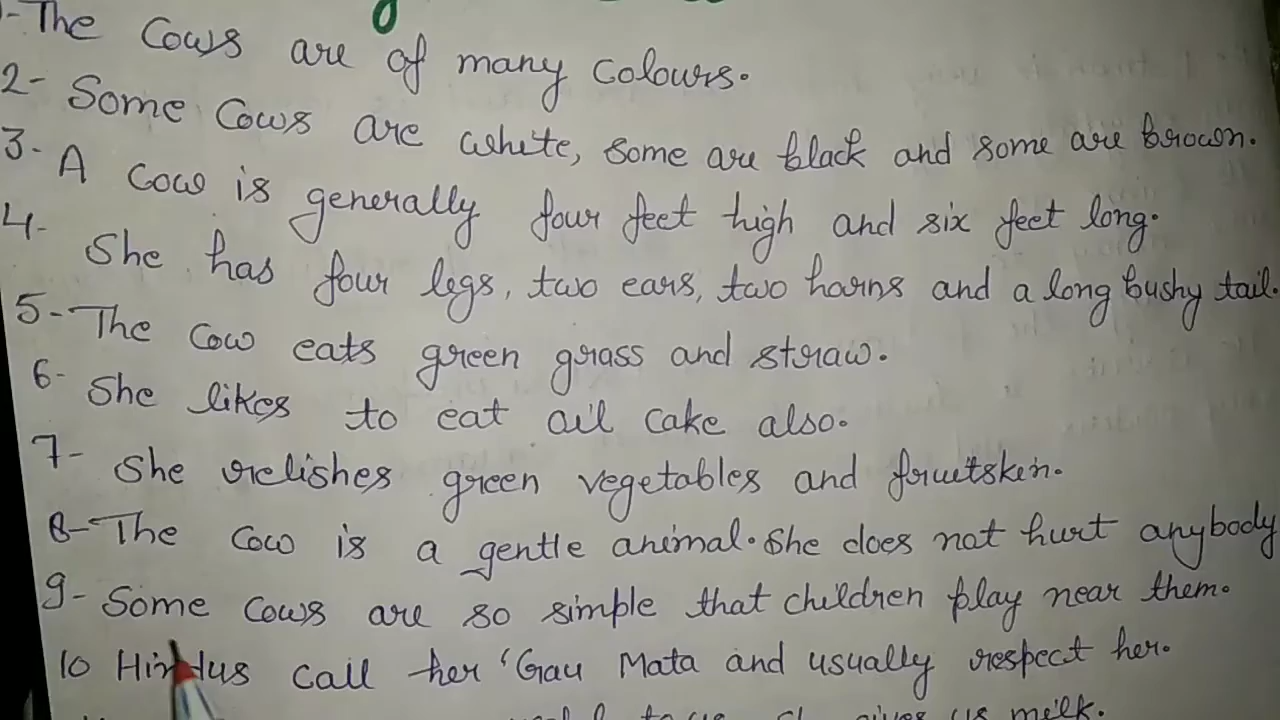 -The Cows are of many colours.
2- Some Cows are white, some are black and some are brown.
3- A Cow is generally four feet high and six feet long.
4- She has four legs, two ears, two horns and a long bushy tail.
5- The Cow eats green grass and straw.
6- She likes to eat oil cake also.
7- She relishes green vegetables and fruitsken.
8- The Cow is a gentle animal. She does not hurt anybody
9- Some Cows are so simple that children play near them.
10 Hindus call her 'Gau Mata and usually respect her.
gives us milk.